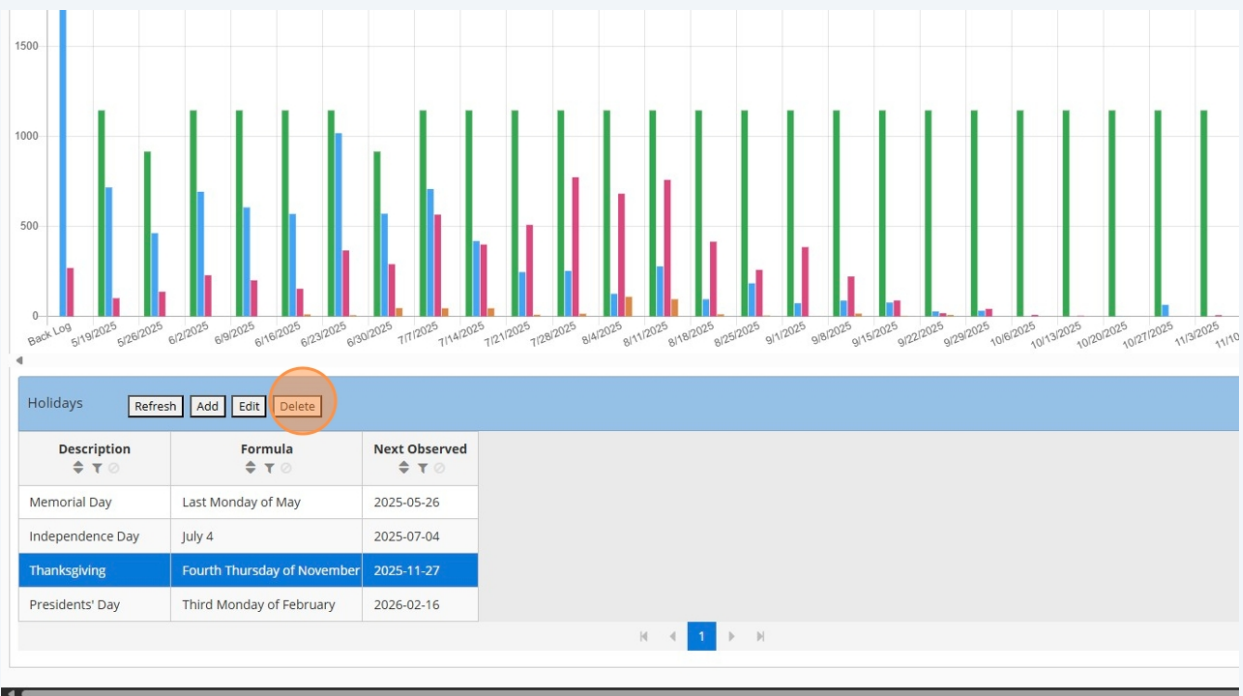 1500
1000
500
0
Back Log 5/19/2025 5/26/2025 6/2/2025 6/9/2025 6/16/2025 6/23/2025 6/30/2025 7/7/2025 7/14/2025 7/21/2025 7/28/2025 8/4/2025 8/11/2025 8/18/2025 8/25/2025 9/1/2025 9/8/2025 9/15/2025 9/22/2025 9/29/2025 10/6/2025 10/13/2025 10/20/2025 10/27/2025 11/3/2025 11/10
Holidays Refresh Add Edit Delete
Description Formula Next Observed
Memorial Day Last Monday of May 2025-05-26
Independence Day July 4 2025-07-04
Thanksgiving Fourth Thursday of November 2025-11-27
Presidents' Day Third Monday of February 2026-02-16
1